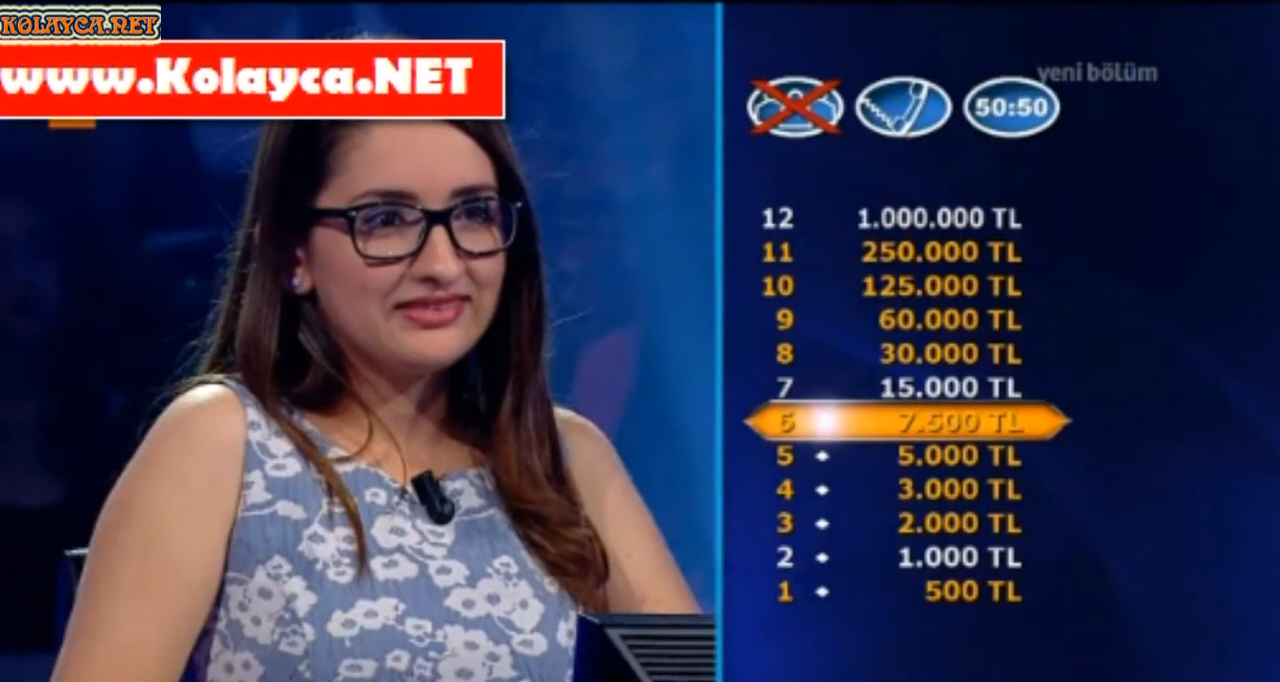 KOLAYCA.NET
www.Kolayca.NET
yeni bölüm
50:50
12 1.000.000 TL
11 250.000 TL
10 125.000 TL
9 60.000 TL
8 30.000 TL
7 15.000 TL
6 7.500 TL
5 5.000 TL
4 3.000 TL
3 2.000 TL
2 1.000 TL
1 500 TL